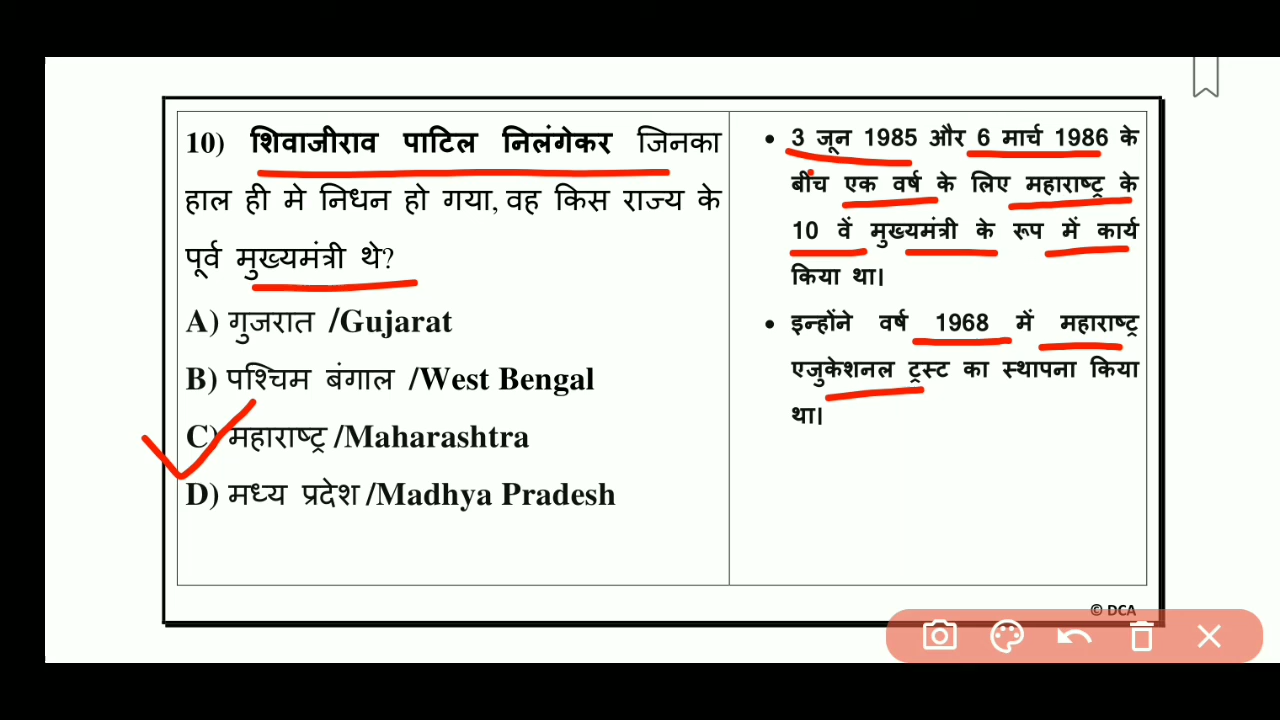 10) शिवाजीराव पाटिल निलंगेकर जिनका
हाल ही मे निधन हो गया, वह किस राज्य के
पूर्व मुख्यमंत्री थे?
A) गुजरात /Gujarat
B) पश्चिम बंगाल /West Bengal
C) महाराष्ट्र /Maharashtra
D) मध्य प्रदेश /Madhya Pradesh
• 3 जून 1985 और 6 मार्च 1986 के
बीच एक वर्ष के लिए महाराष्ट्र के
10 वें मुख्यमंत्री के रूप में कार्य
किया था।
• इन्होंने वर्ष 1968 में महाराष्ट्र
एजुकेशनल ट्रस्ट का स्थापना किया
था।
© DCA